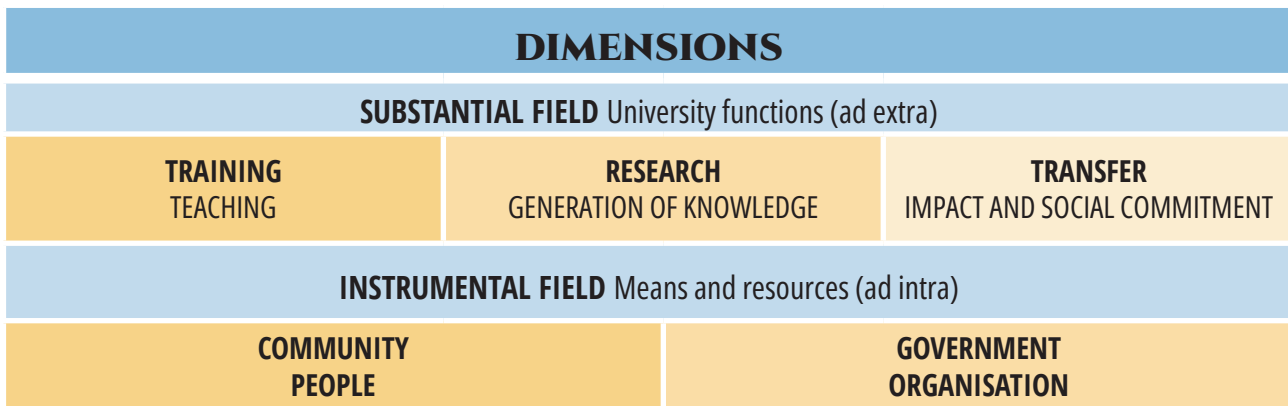 DIMENSIONS
SUBSTANTIAL FIELD University functions (ad extra)
TRAINING
TEACHING
RESEARCH
GENERATION OF KNOWLEDGE
TRANSFER
IMPACT AND SOCIAL COMMITMENT
INSTRUMENTAL FIELD Means and resources (ad intra)
COMMUNITY
PEOPLE
GOVERNMENT
ORGANISATION